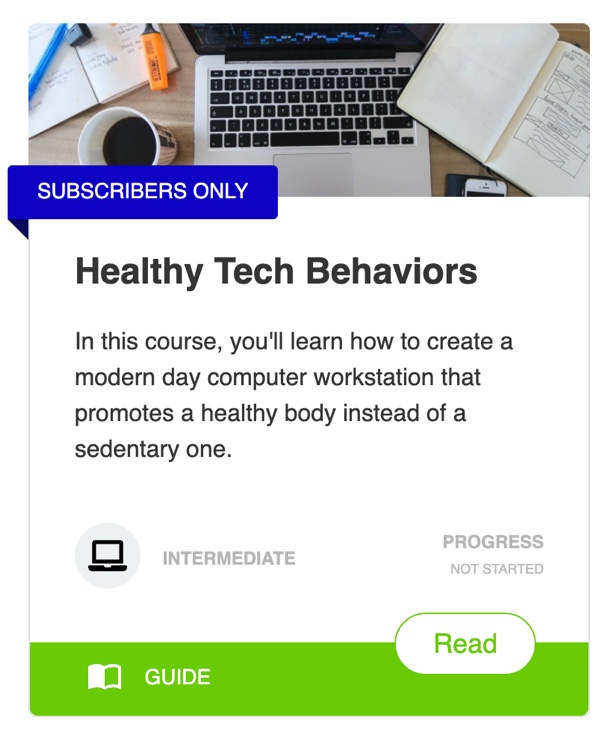 SUBSCRIBERS ONLY
Healthy Tech Behaviors
In this course, you'll learn how to create a
modern day computer workstation that
promotes a healthy body instead of a
sedentary one.
INTERMEDIATE
PROGRESS
NOT STARTED
Read
GUIDE